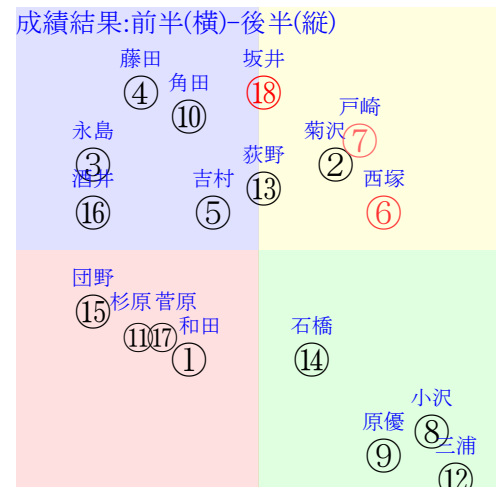 成績結果:前半(横)-後半(縦)
藤田
④
坂井
⑱
角田
⑩
戸崎
⑦
永島
③
菊沢
②
荻野
⑬
酒井
⑯
吉村
⑤
西塚
⑥
団野
⑮
杉原
⑪
菅原
⑰
和田
①
石橋
⑭
小沢
⑧
原優
⑨
三浦
⑫